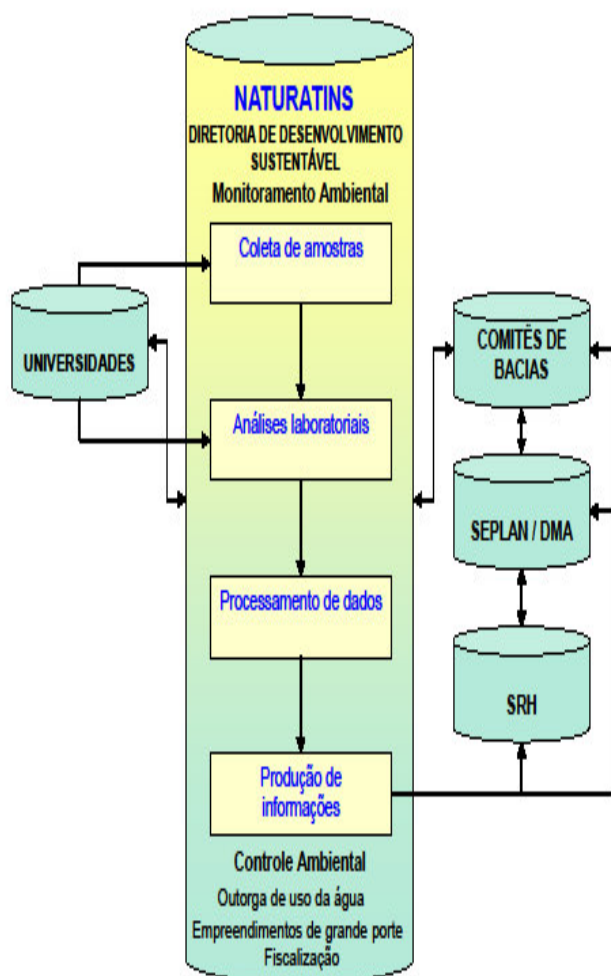 NATURATINS
DIRETORIA DE DESENVOLVIMENTO
SUSTENTÁVEL
Monitoramento Ambiental
Coleta de amostras
UNIVERSIDADES
COMITÊS DE
BACIAS
Análises laboratoriais
SEPLAN / DMA
Processamento de dados
SRH
Produção de
informações
Controle Ambiental
Outorga de uso da água
Empreendimentos de grande porte
Fiscalização